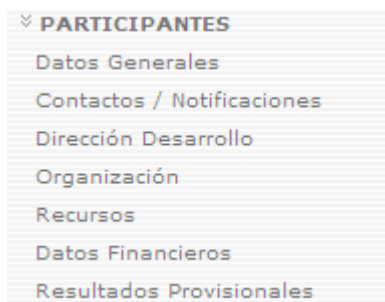 PARTICIPANTES
Datos Generales
Contactos / Notificaciones
Dirección Desarrollo
Organización
Recursos
Datos Financieros
Resultados Provisionales